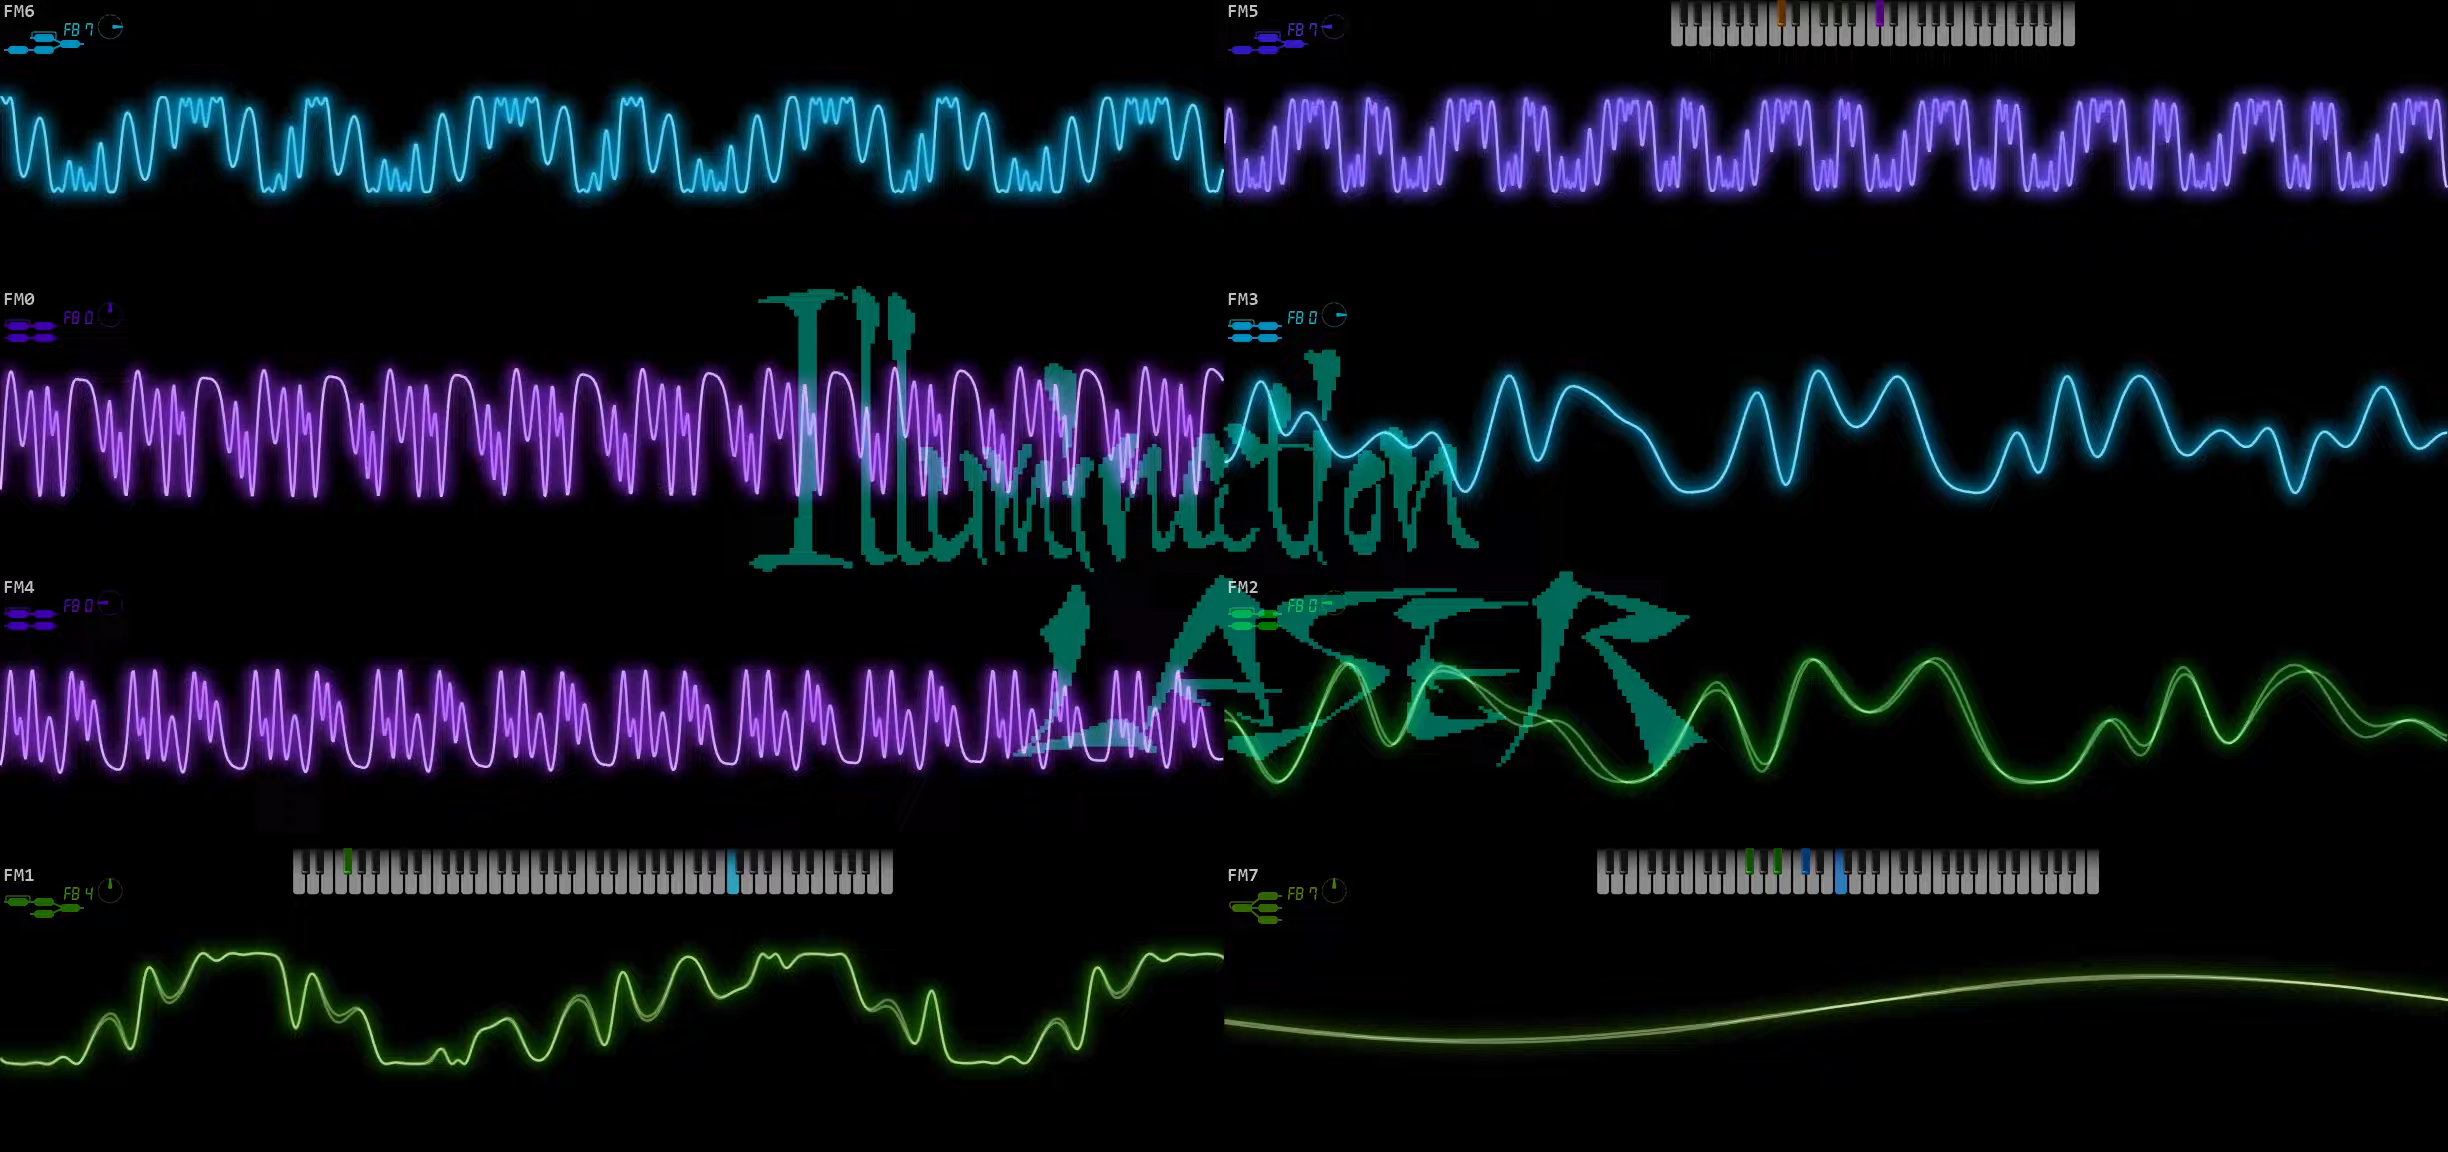 FM6
FB 7
FM5
FB 7
FM0
FB 0
FM3
FB 0
Illumination
FM4
FB 0
FM2
FB 0
LASER
FM1
FB 4
FM7
FB 7